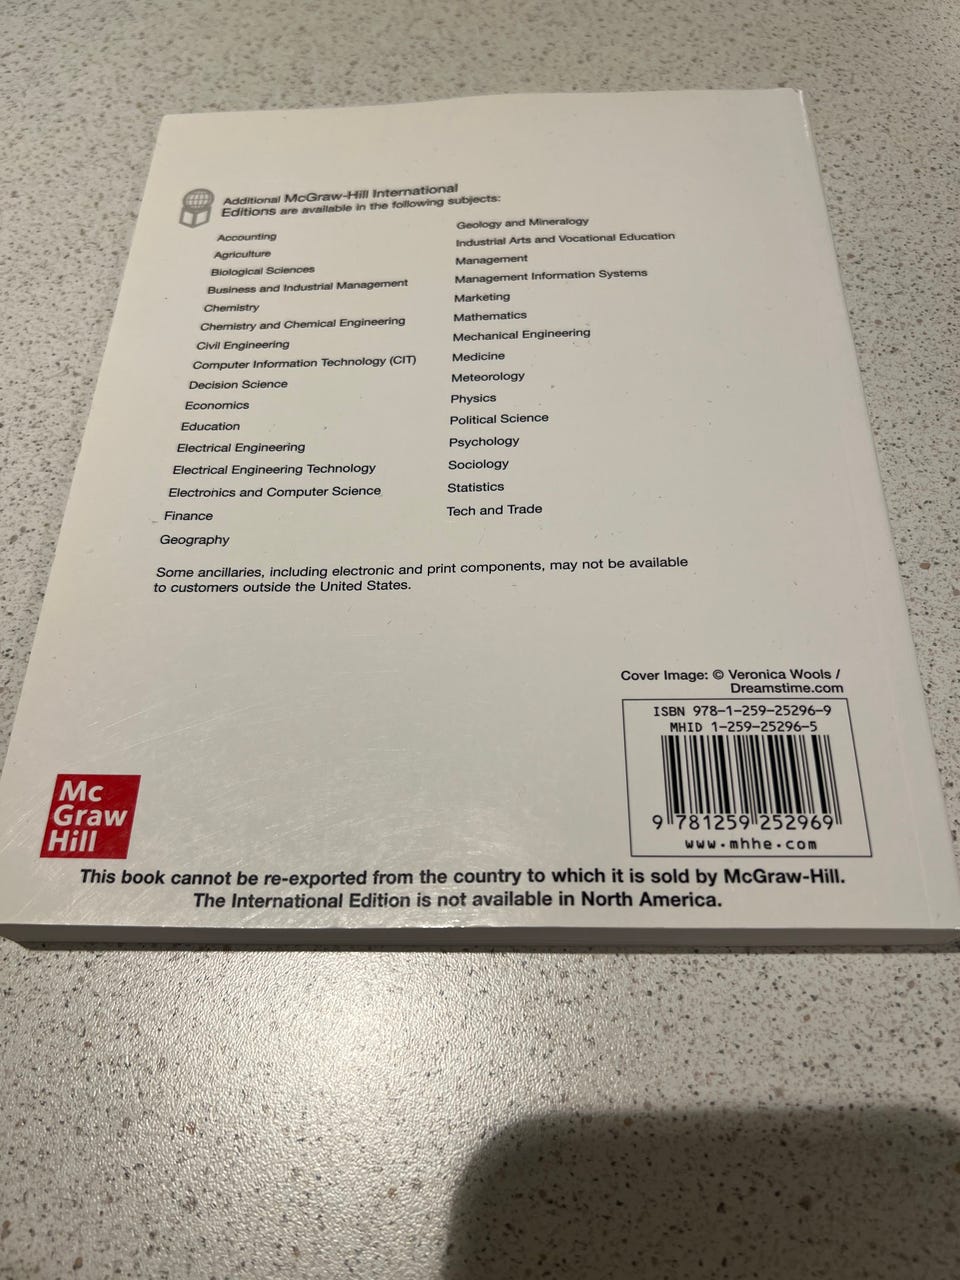 Additional McGraw-Hill International
Editions are available in the following subjects:
Accounting
Agriculture
Biological Sciences
Business and Industrial Management
Chemistry
Chemistry and Chemical Engineering
Civil Engineering
Computer Information Technology (CIT)
Decision Science
Economics
Education
Electrical Engineering
Electrical Engineering Technology
Electronics and Computer Science
Finance
Geography
Geology and Mineralogy
Industrial Arts and Vocational Education
Management
Management Information Systems
Marketing
Mathematics
Mechanical Engineering
Medicine
Meteorology
Physics
Political Science
Psychology
Sociology
Statistics
Tech and Trade
Some ancillaries, including electronic and print components, may not be available
to customers outside the United States.
Cover Image: © Veronica Wools /
Dreamstime.com
ISBN 978-1-259-25296-9
MHID 1-259-25296-5
9 781259 252969
www.mhhe.com
Mc
Graw
Hill
This book cannot be re-exported from the country to which it is sold by McGraw-Hill.
The International Edition is not available in North America.